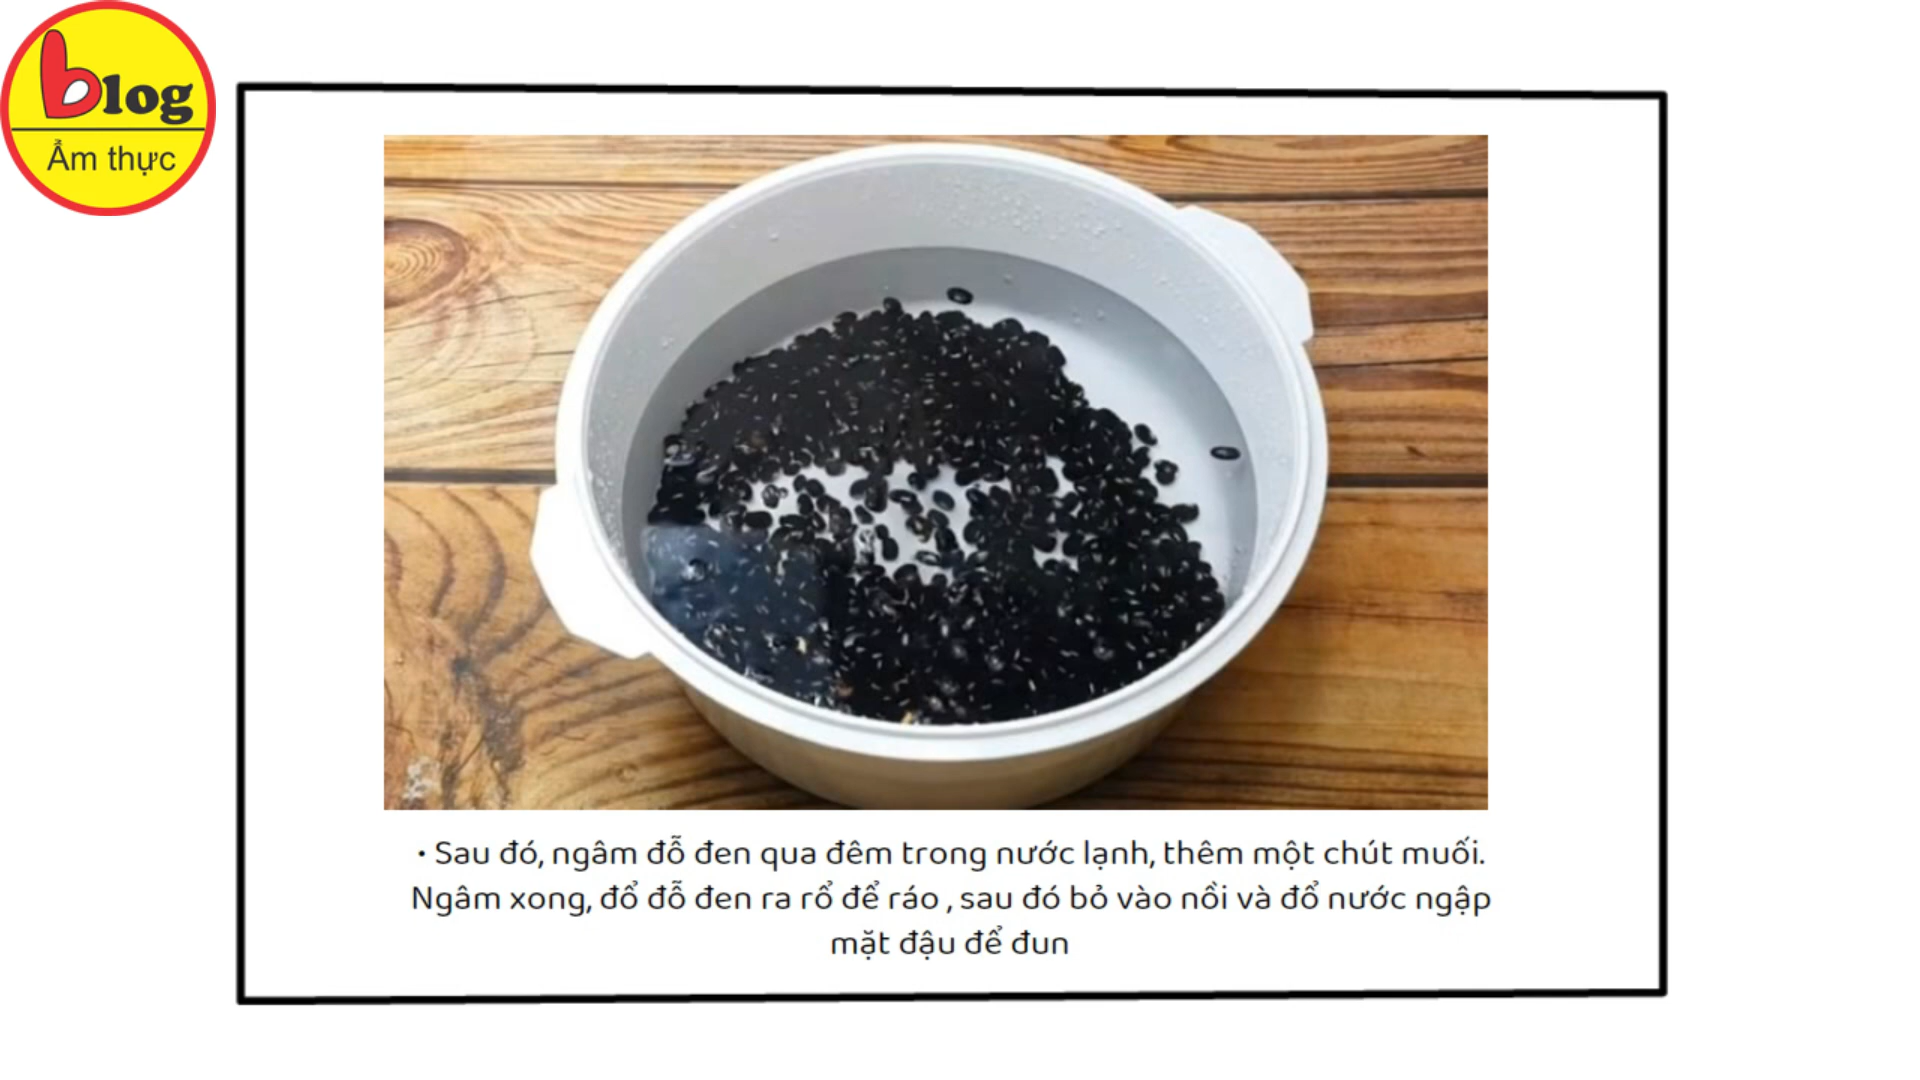 blog
Ẩm thực
• Sau đó, ngâm đỗ đen qua đêm trong nước lạnh, thêm một chút muối.
Ngâm xong, đổ đỗ đen ra rổ để ráo , sau đó bỏ vào nồi và đổ nước ngập
mặt đậu để đun